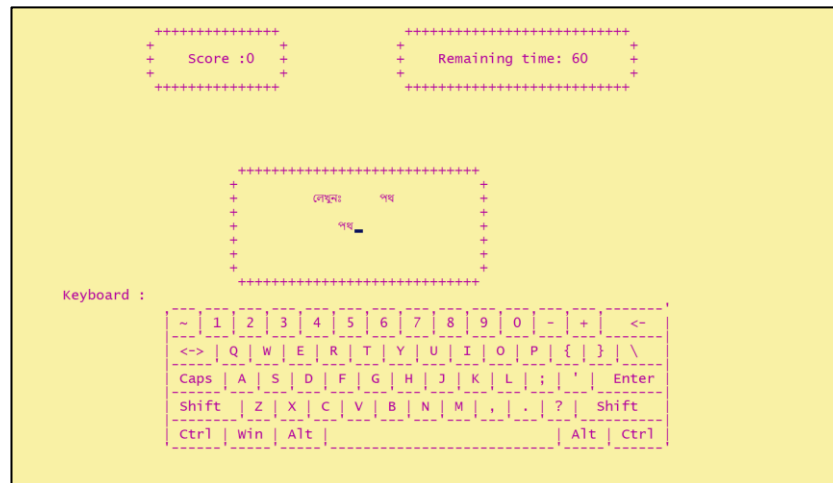 Score :0
Remaining time: 60
লেখুনঃ পথ
পথ
Keyboard :
~ | 1 | 2 | 3 | 4 | 5 | 6 | 7 | 8 | 9 | 0 | - | + | <-
<-> | Q | W | E | R | T | Y | U | I | O | P | { | } | \
Caps | A | S | D | F | G | H | J | K | L | ; | ' | Enter
Shift | Z | X | C | V | B | N | M | , | . | ? | Shift
Ctrl | Win | Alt | | Alt | Ctrl